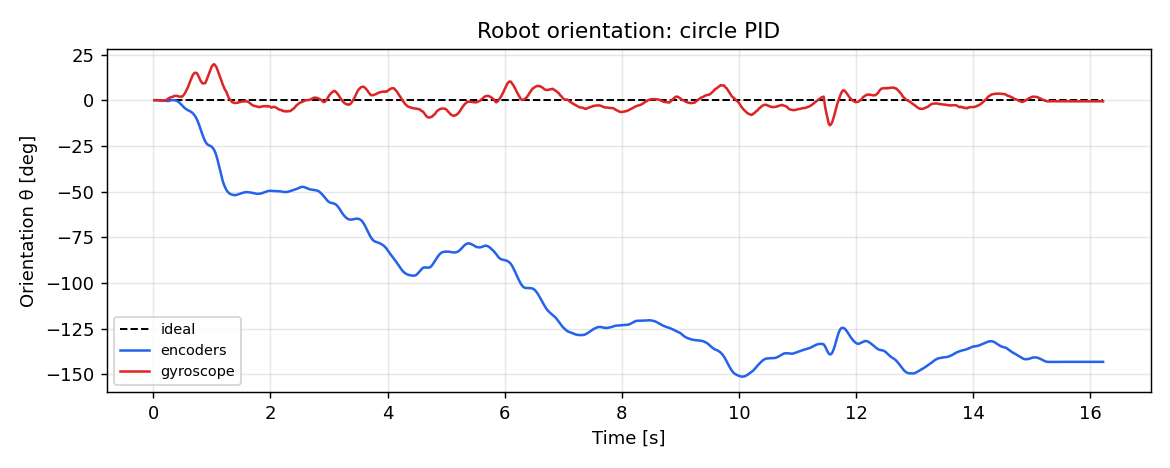 Robot orientation: circle PID
Orientation θ [deg]
25
0
−25
−50
−75
−100
−125
−150
ideal
encoders
gyroscope
0 2 4 6 8 10 12 14 16
Time [s]